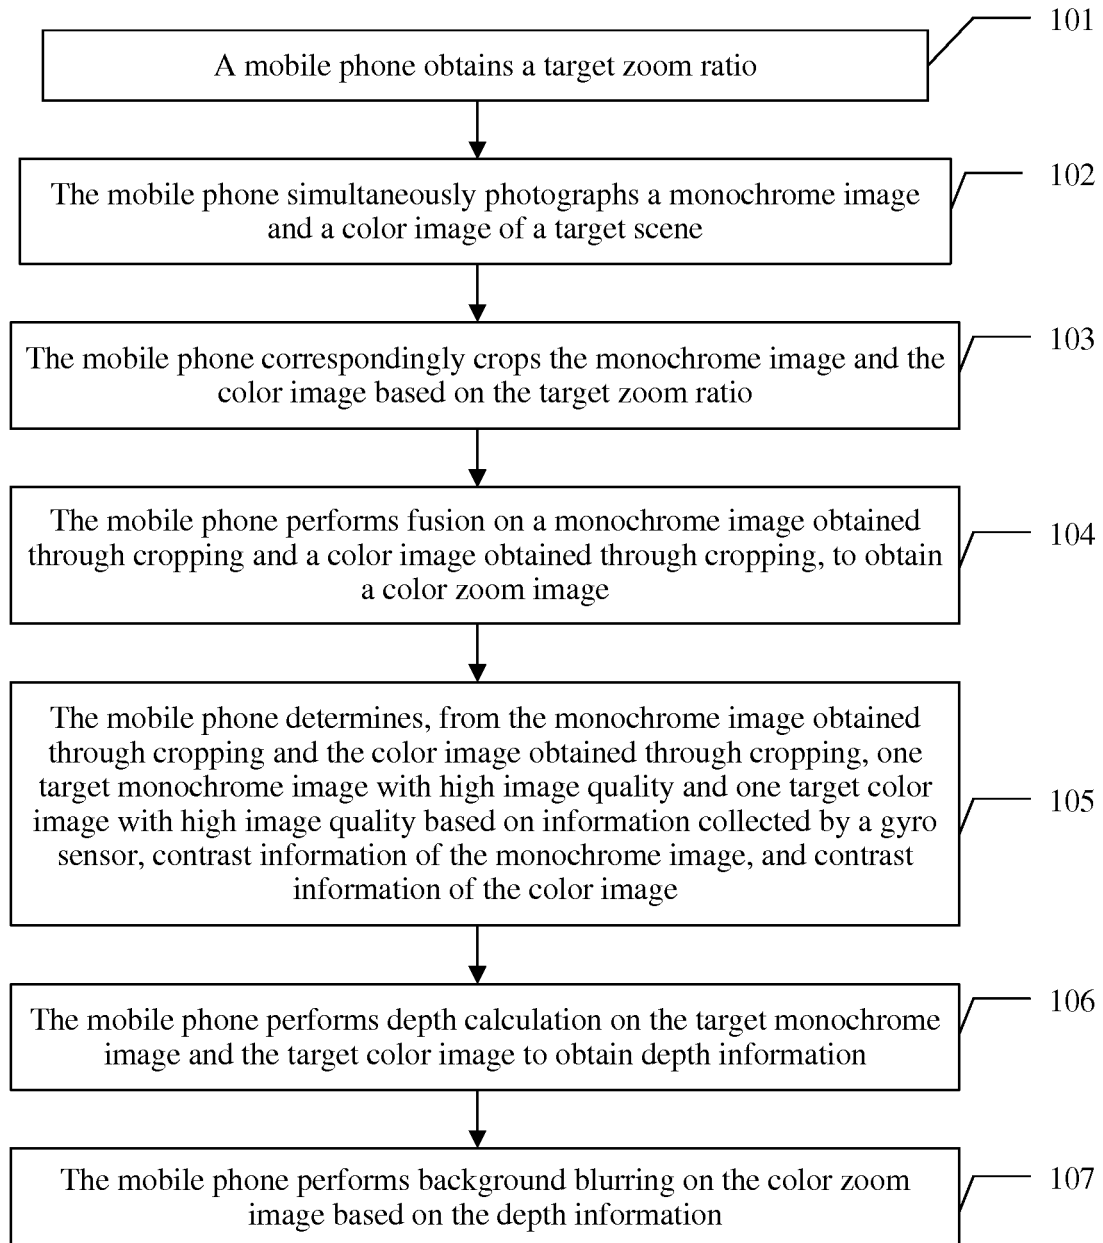 101
A mobile phone obtains a target zoom ratio
102
The mobile phone simultaneously photographs a monochrome image
and a color image of a target scene
103
The mobile phone correspondingly crops the monochrome image and the
color image based on the target zoom ratio
104
The mobile phone performs fusion on a monochrome image obtained
through cropping and a color image obtained through cropping, to obtain
a color zoom image
105
The mobile phone determines, from the monochrome image obtained
through cropping and the color image obtained through cropping, one
target monochrome image with high image quality and one target color
image with high image quality based on information collected by a gyro
sensor, contrast information of the monochrome image, and contrast
information of the color image
106
The mobile phone performs depth calculation on the target monochrome
image and the target color image to obtain depth information
107
The mobile phone performs background blurring on the color zoom
image based on the depth information